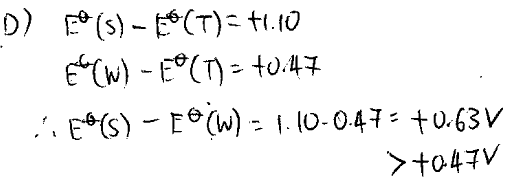 D) E⦵(S) - E⦵(T) = +1.10
E⦵(W) - E⦵(T) = +0.47
∴ E⦵(S) - E⦵(W) = 1.10-0.47 = +0.63V
> +0.47V